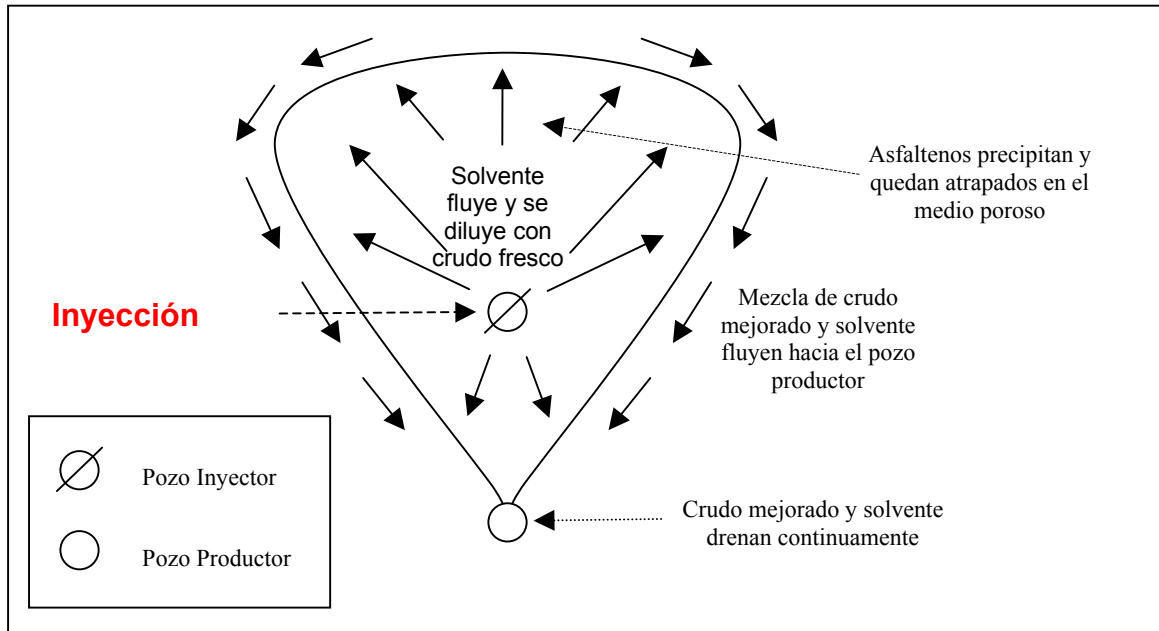 Asfaltenos precipitan y
quedan atrapados en el
medio poroso
Solvente
fluye y se
diluye con
crudo fresco
Inyección
Mezcla de crudo
mejorado y solvente
fluyen hacia el pozo
productor
Pozo Inyector
Pozo Productor
Crudo mejorado y solvente
drenan continuamente